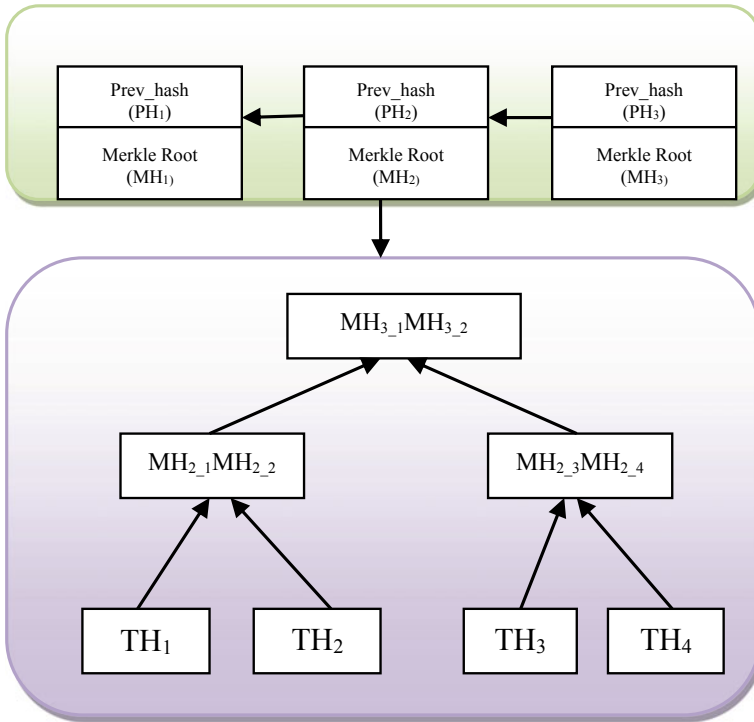 Prev_hash
(PH₁)
Prev_hash
(PH₂)
Prev_hash
(PH₃)
Merkle Root
(MH₁₎
Merkle Root
(MH₂₎
Merkle Root
(MH₃₎
MH₃_₁MH₃_₂
MH₂_₁MH₂_₂
MH₂_₃MH₂_₄
TH₁
TH₂
TH₃
TH₄